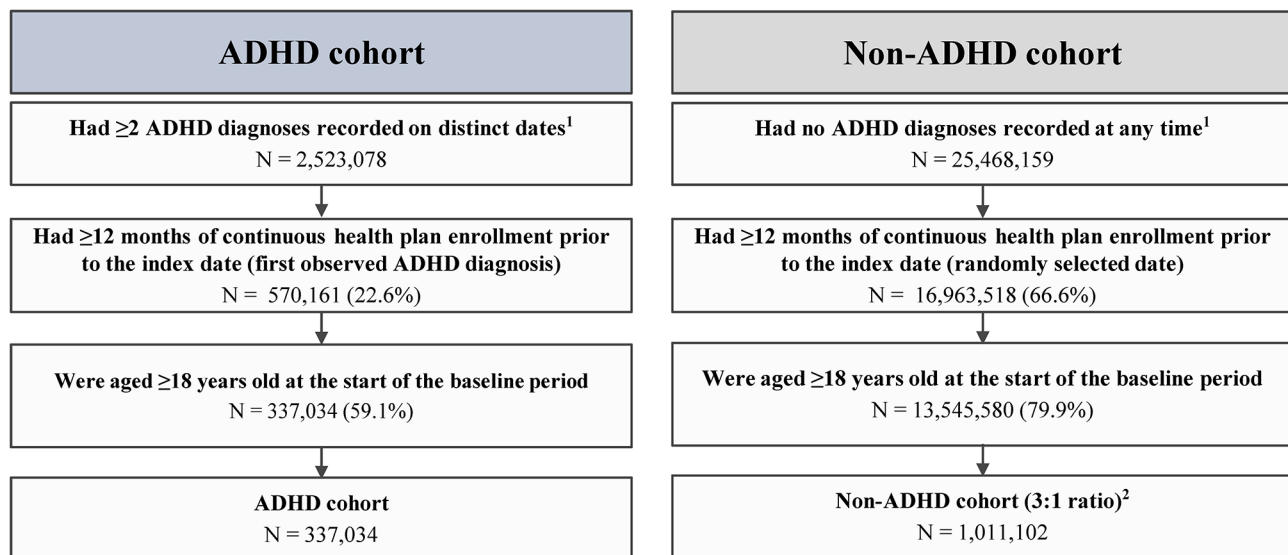 ADHD cohort
Had ≥2 ADHD diagnoses recorded on distinct dates¹
N = 2,523,078
Had ≥12 months of continuous health plan enrollment prior
to the index date (first observed ADHD diagnosis)
N =  570,161 (22.6%)
Were aged ≥18 years old at the start of the baseline period
N = 337,034 (59.1%)
ADHD cohort
N = 337,034
Non-ADHD cohort
Had no ADHD diagnoses recorded at any time¹
N = 25,468,159
Had ≥12 months of continuous health plan enrollment prior
to the index date (randomly selected date)
N =  16,963,518 (66.6%)
Were aged ≥18 years old at the start of the baseline period
N = 13,545,580 (79.9%)
Non-ADHD cohort (3:1 ratio)²
N = 1,011,102